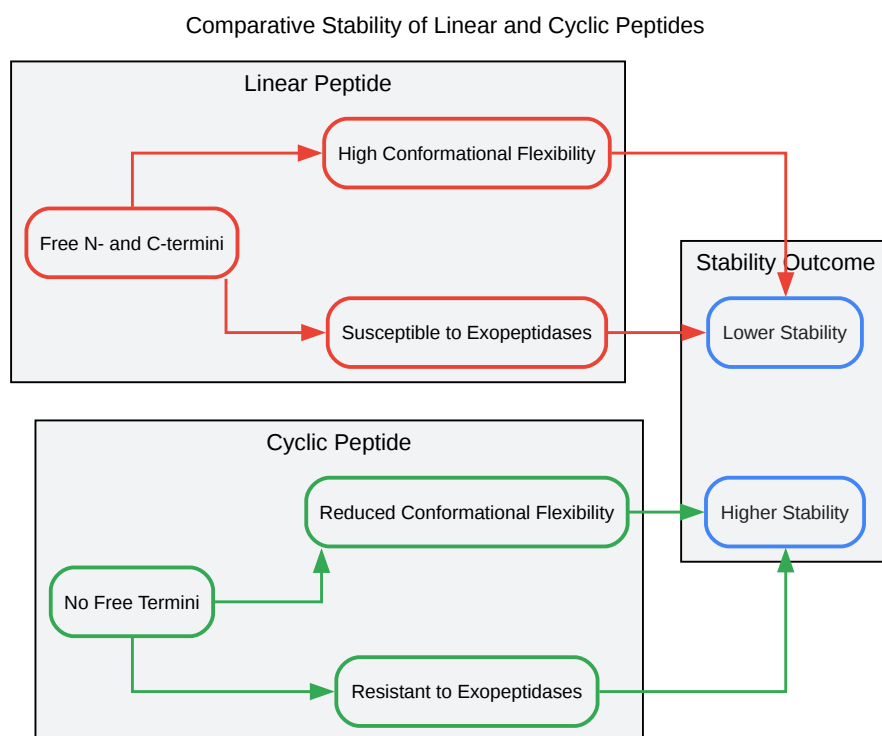 Comparative Stability of Linear and Cyclic Peptides
Linear Peptide
High Conformational Flexibility
Free N- and C-termini
Susceptible to Exopeptidases
Stability Outcome
Lower Stability
Cyclic Peptide
Reduced Conformational Flexibility
Higher Stability
No Free Termini
Resistant to Exopeptidases